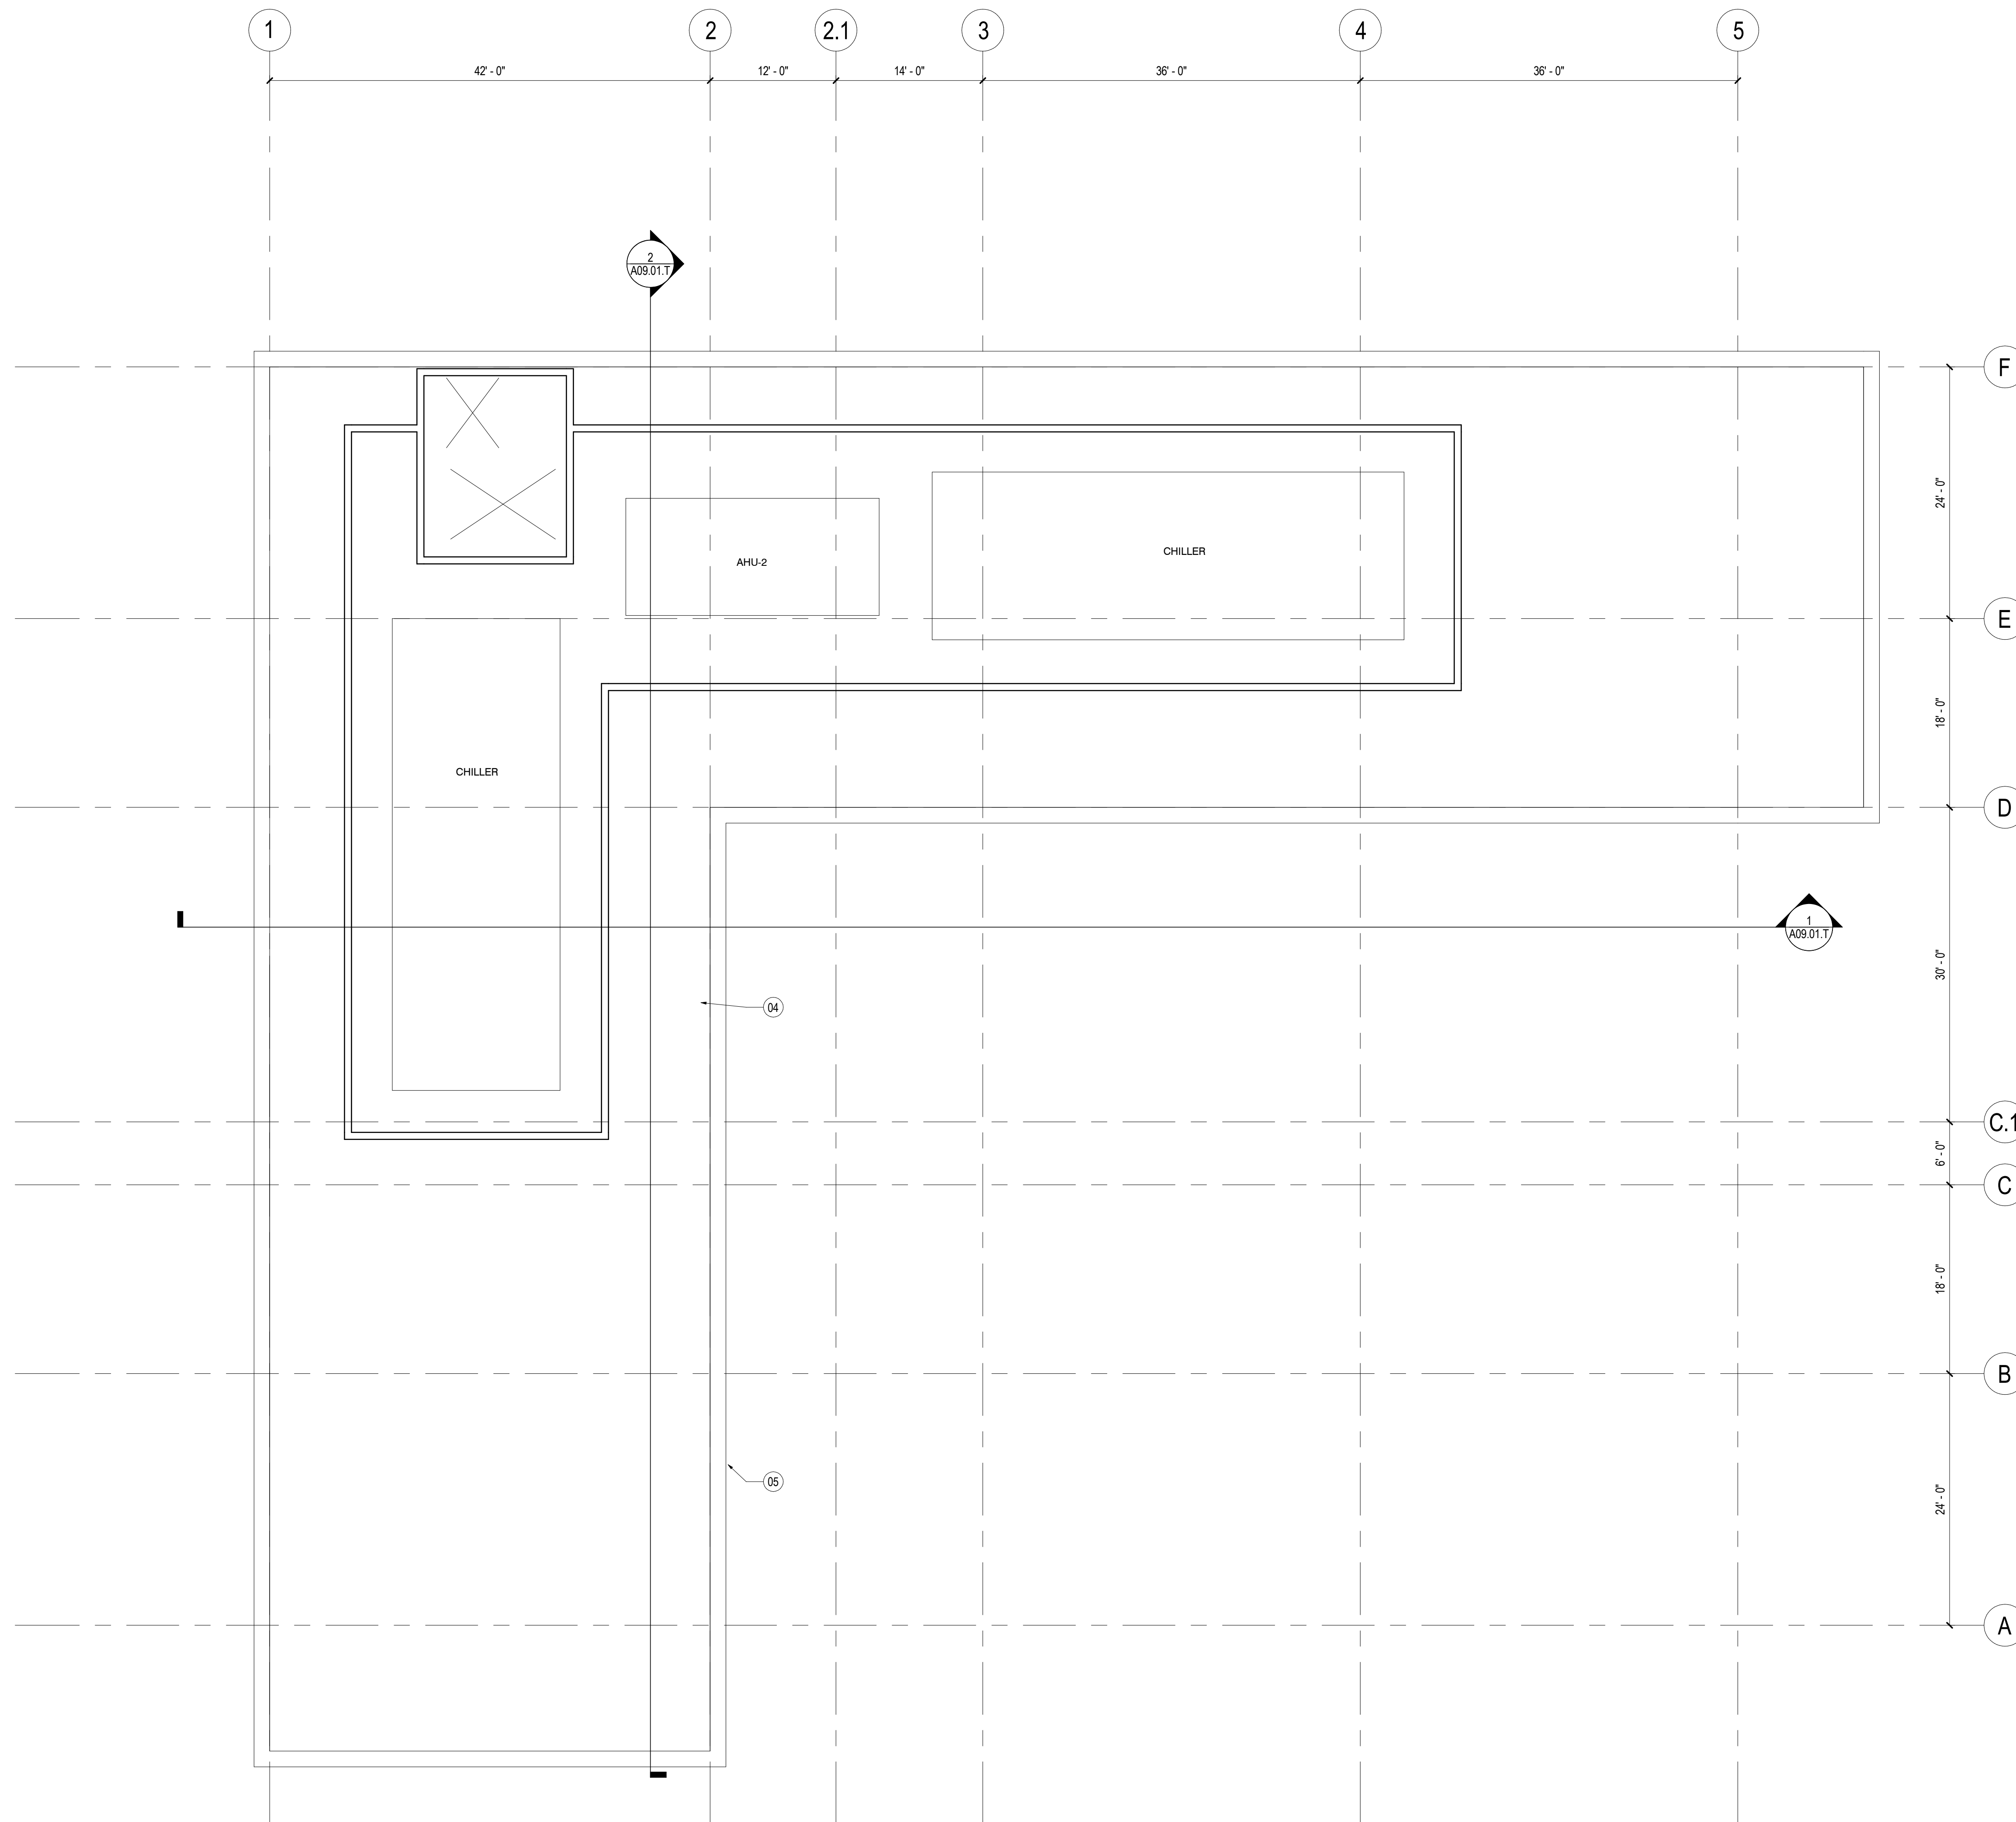 1
2
2.1
3
4
5
42' - 0"
12' - 0"
14' - 0"
36' - 0"
36' - 0"
2
A09.01.T
F
24' - 0"
CHILLER
AHU-2
E
18' - 0"
CHILLER
D
1
A09.01.T
30' - 0"
04
C.1
6' - 0"
C
18' - 0"
B
05
24' - 0"
A